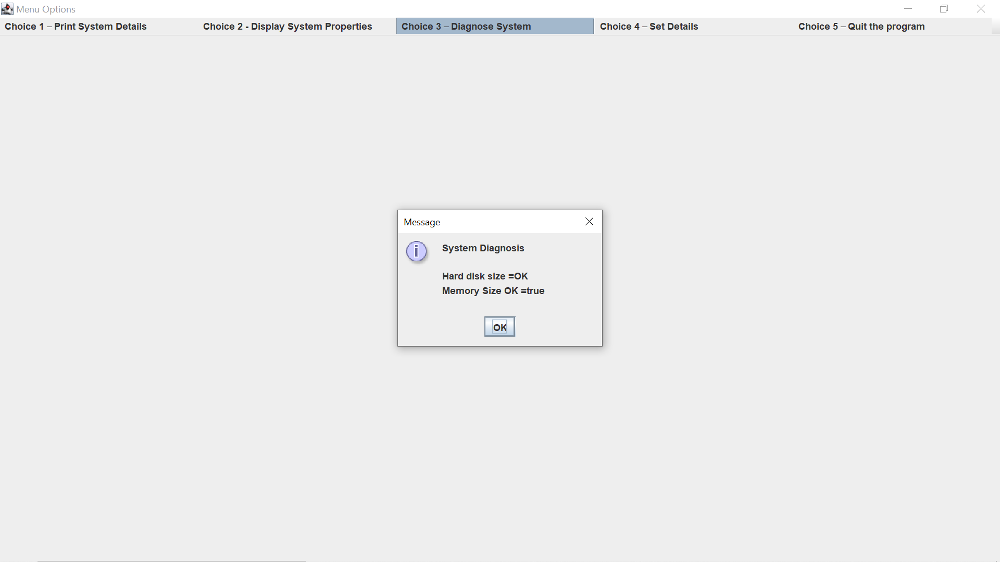 Menu Options
Choice 1 – Print System Details
Choice 2 - Display System Properties
Choice 3 – Diagnose System
Choice 4 – Set Details
Choice 5 – Quit the program
Message
i
System Diagnosis
Hard disk size =OK
Memory Size OK =true
OK